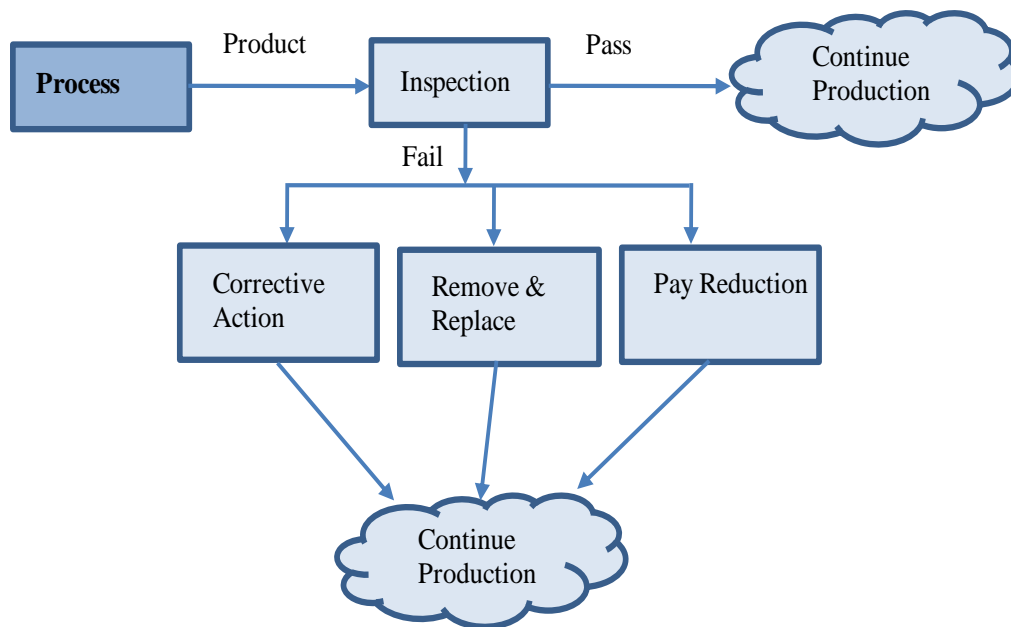 Product
Pass
Process
Inspection
Continue
Production
Fail
Corrective
Action
Remove &
Replace
Pay Reduction
Continue
Production